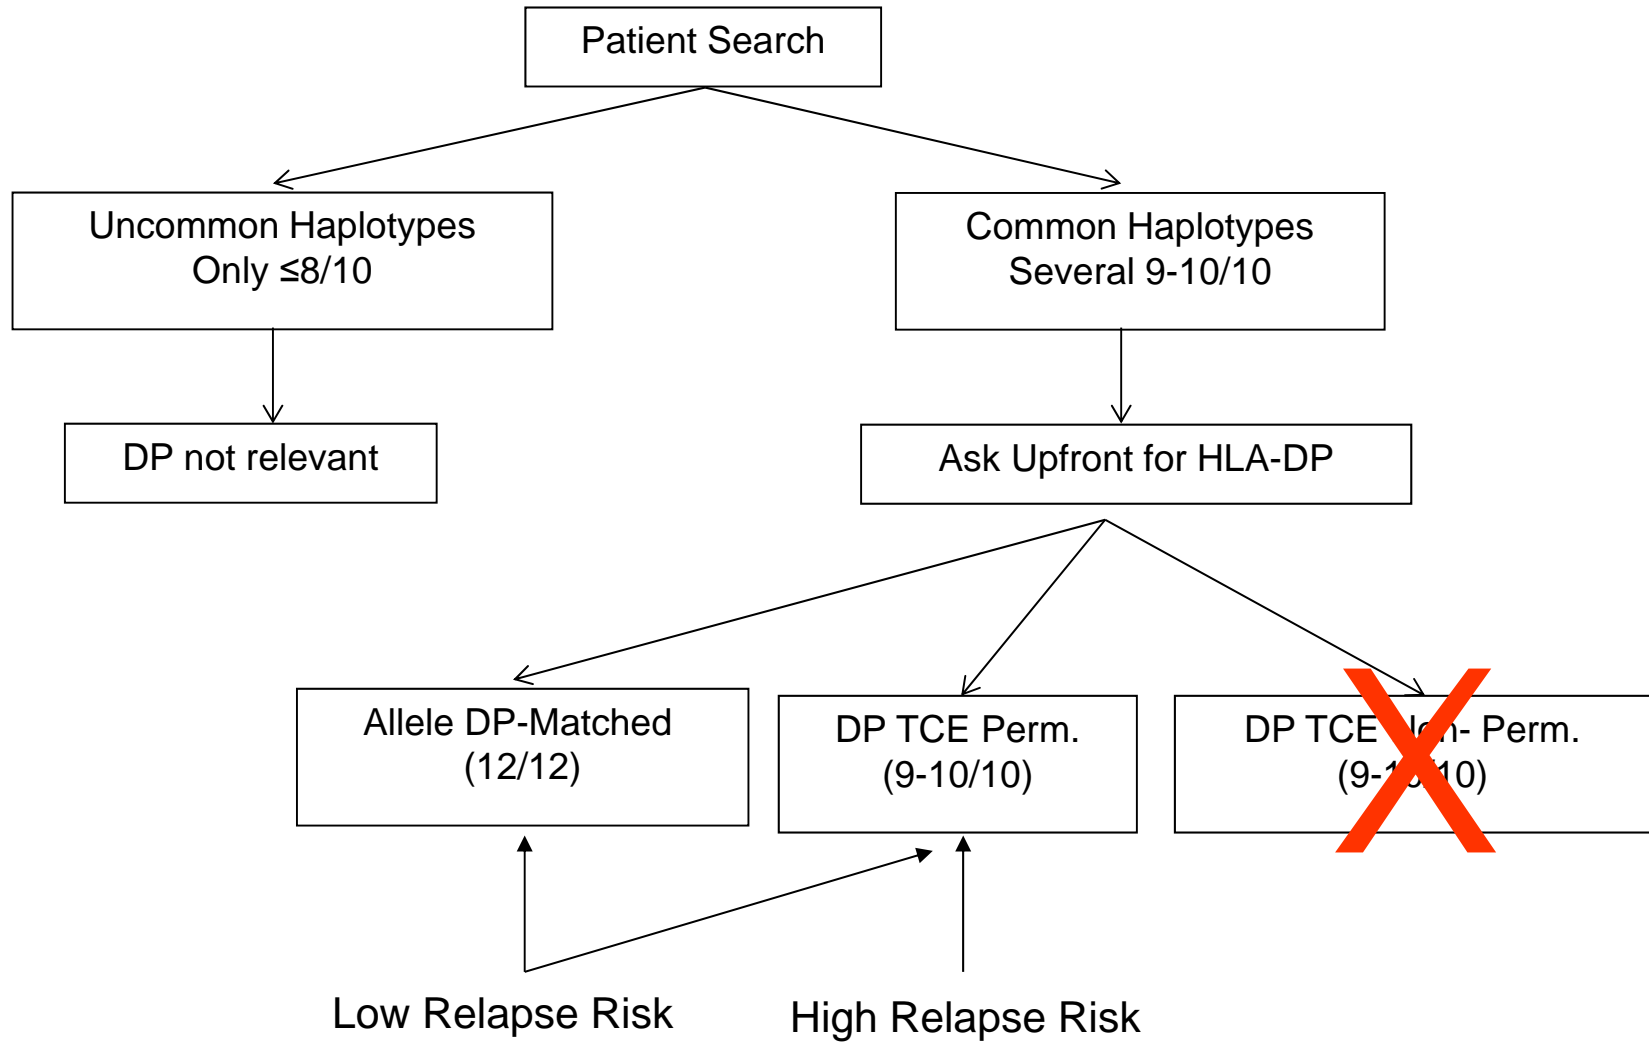 Patient Search
Uncommon Haplotypes
Only ≤8/10
Common Haplotypes
Several 9-10/10
DP not relevant
Ask Upfront for HLA-DP
Allele DP-Matched
(12/12)
DP TCE Perm.
(9-10/10)
DP TCE Non- Perm.
(9-10/10)
Low Relapse Risk
High Relapse Risk